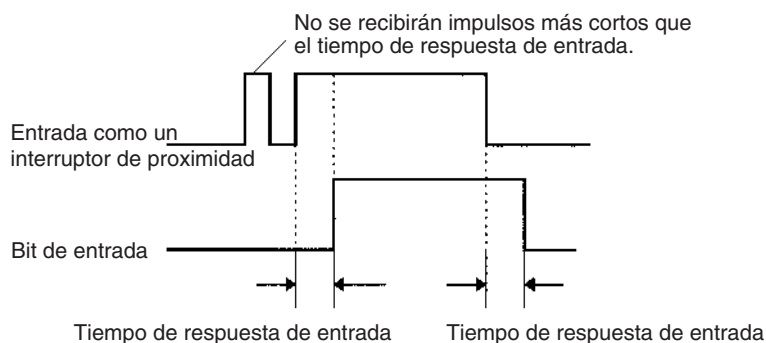 No se recibirán impulsos más cortos que
el tiempo de respuesta de entrada.
Entrada como un
interruptor de proximidad
Bit de entrada
Tiempo de respuesta de entrada
Tiempo de respuesta de entrada